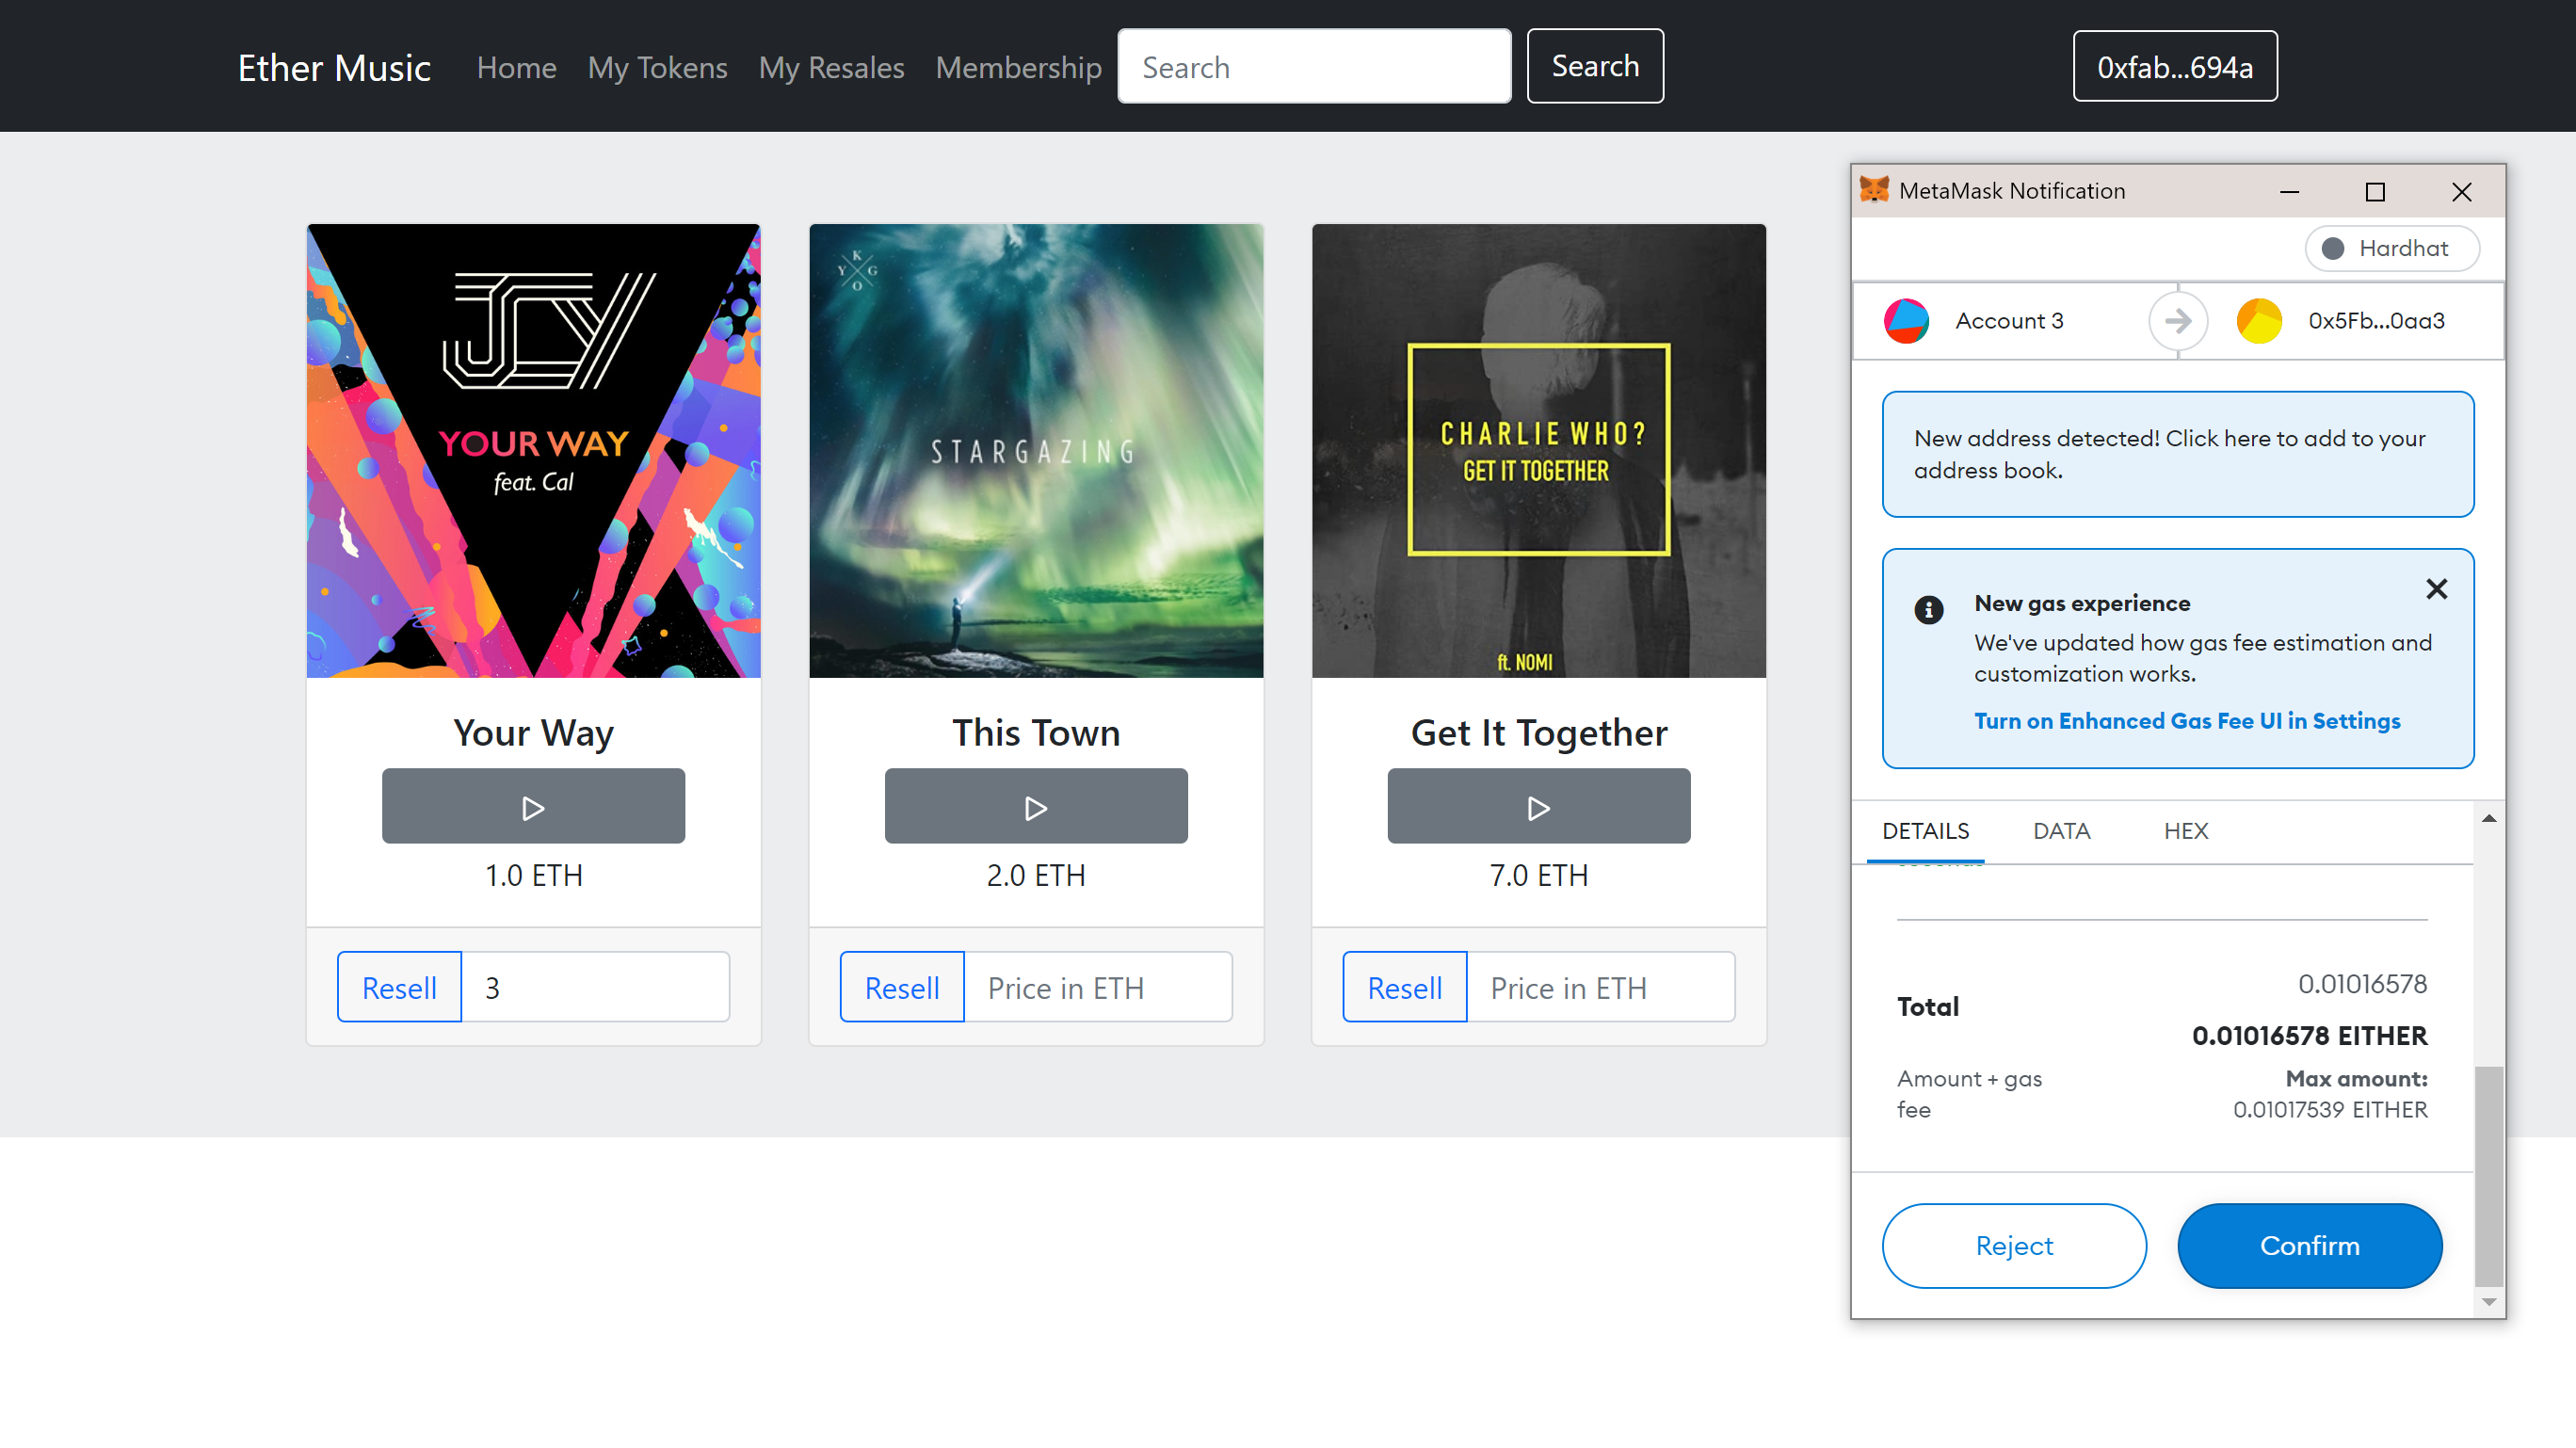 Ether Music
Home
My Tokens
My Resales
Membership
Search
Search
0xfab...694a
JCY
YOUR WAY
feat. Cal
Your Way
1.0 ETH
Resell
3
K
Y G
O
STARGAZING
This Town
2.0 ETH
Resell
Price in ETH
CHARLIE WHO?
GET IT TOGETHER
ft. NOMI
Get It Together
7.0 ETH
Resell
Price in ETH
MetaMask Notification
Hardhat
Account 3
0x5Fb...0aa3
New address detected! Click here to add to your
address book.
New gas experience
We've updated how gas fee estimation and
customization works.
Turn on Enhanced Gas Fee UI in Settings
DETAILS
DATA
HEX
0.01016578
Total
0.01016578 EITHER
Amount + gas
fee
Max amount:
0.01017539 EITHER
Reject
Confirm